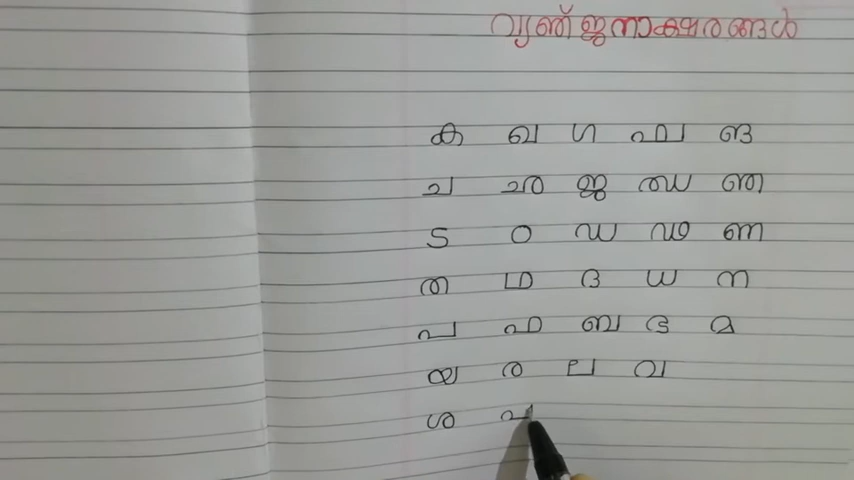 വ്യഞ്ജനാക്ഷരങ്ങൾ
ക ഖ ഗ ഘ ങ
ച ഛ ജ ഝ ഞ
ട ഠ ഡ ഢ ണ
ത ഥ ദ ധ ന
പ ഫ ബ ഭ മ
യ ര ല വ
ശ